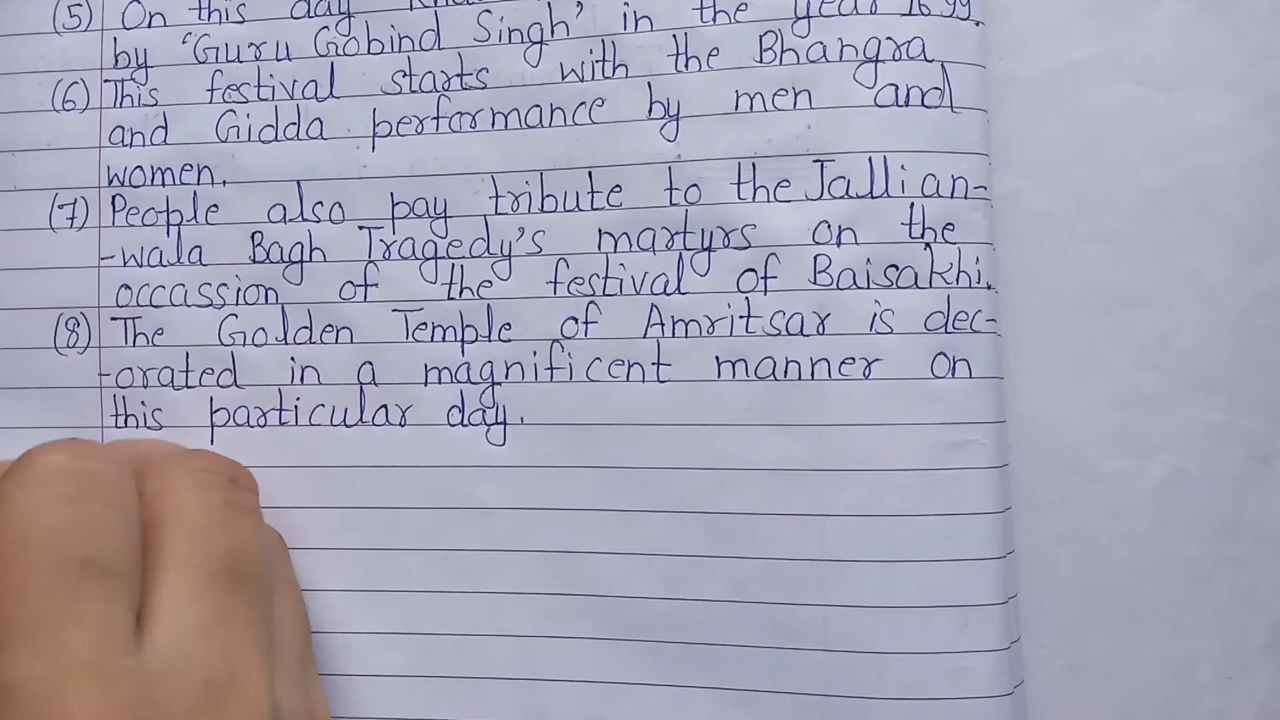 (5) On this day
by 'Guru Gobind Singh' in the year 1699.
(6) This festival starts with the Bhangra
and Gidda performance by men and
women.
(7) People also pay tribute to the Jallian-
-wala Bagh Tragedy's martyrs on the
occassion of the festival of Baisakhi.
(8) The Golden Temple of Amritsar is dec-
-orated in a magnificent manner on
this particular day.